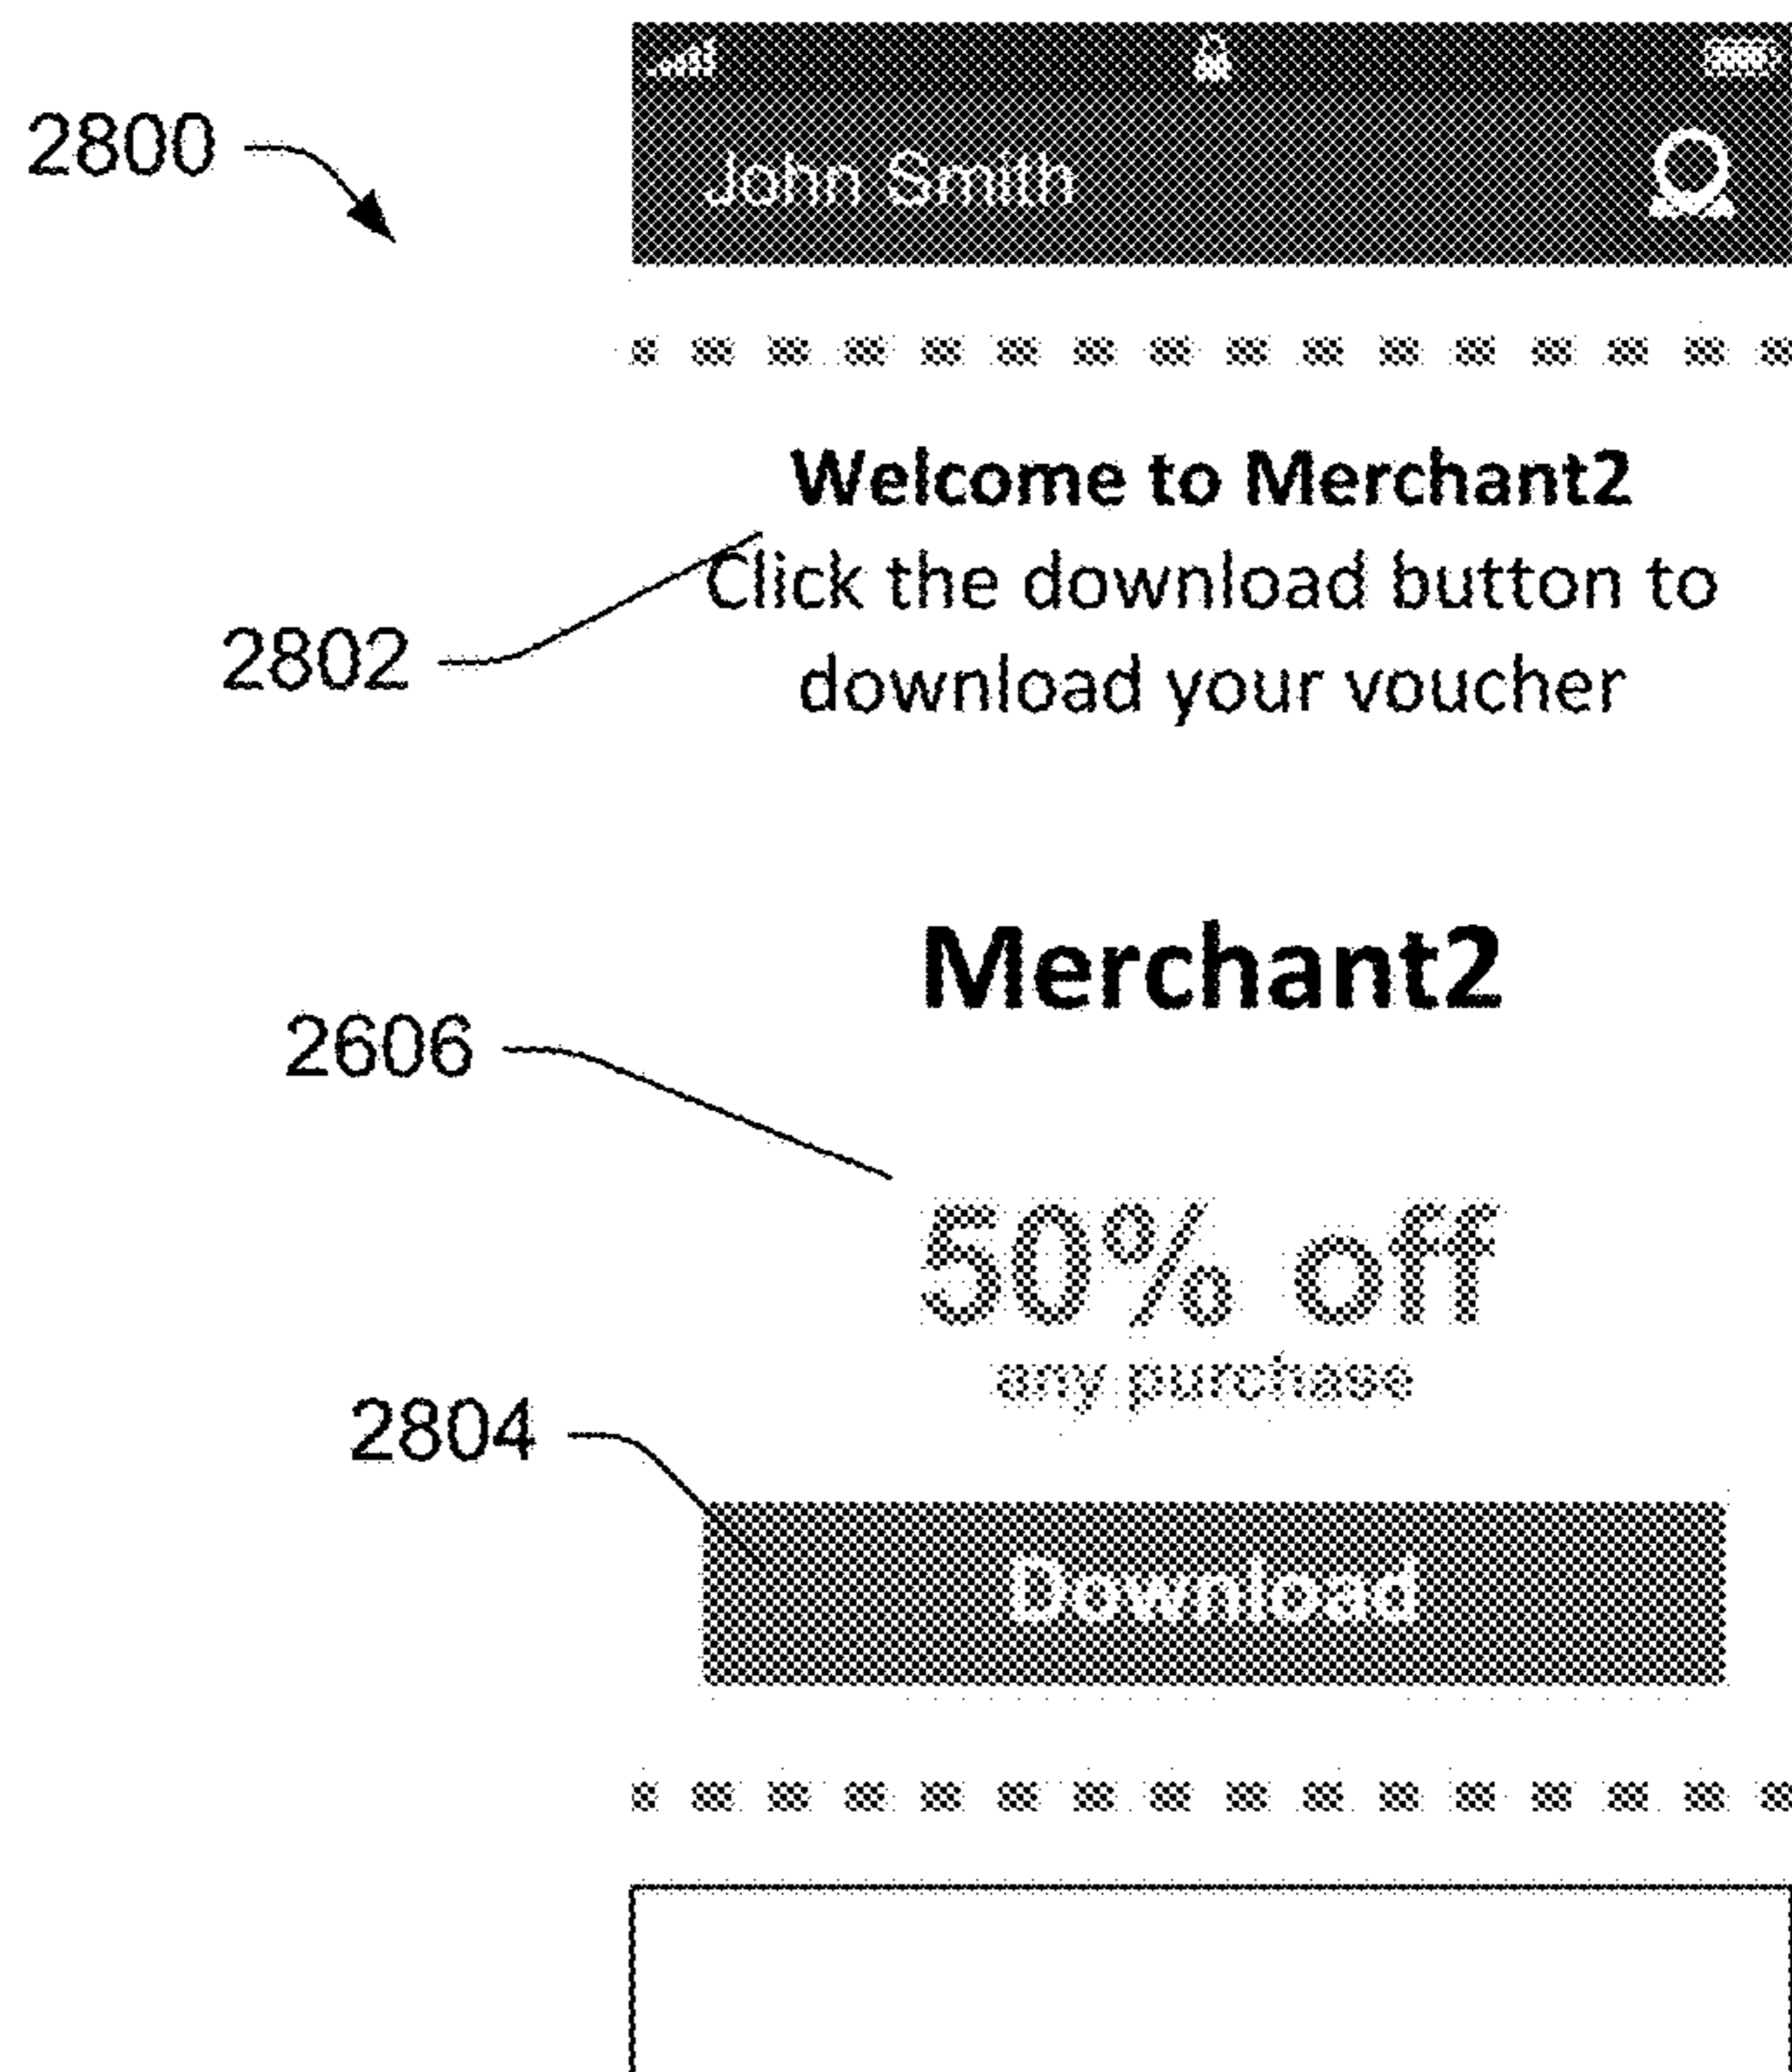 2800
John Smith
Welcome to Merchant2
Click the download button to
2802
download your voucher
Merchant2
2606
50% off
any purchase
2804
Download